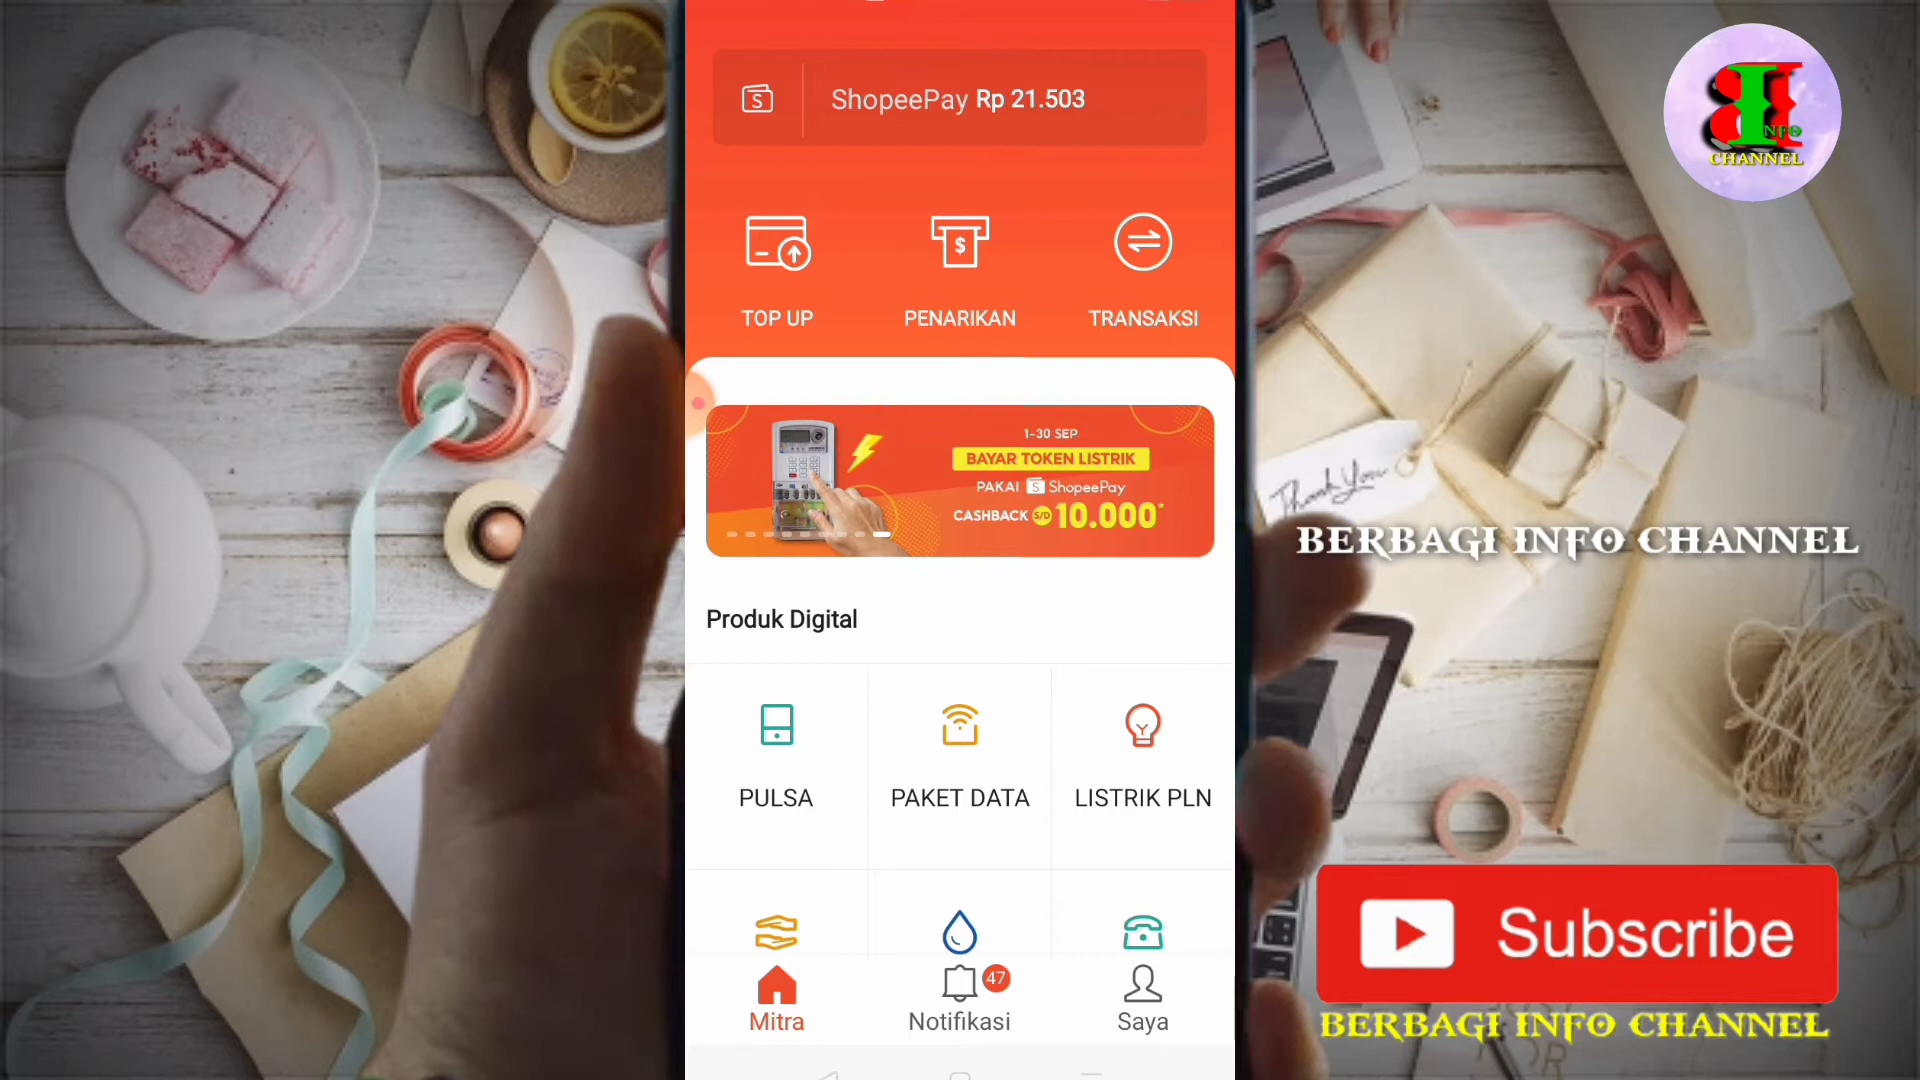 ShopeePay Rp 21.503
TOP UP
PENARIKAN
TRANSAKSI
1-30 SEP
BAYAR TOKEN LISTRIK
PAKAI S ShopeePay
CASHBACK S/D 10.000*
Produk Digital
PULSA
PAKET DATA
LISTRIK PLN
Mitra
47
Notifikasi
Saya
INFO
CHANNEL
Thank You
BERBAGI INFO CHANNEL
Subscribe
BERBAGI INFO CHANNEL